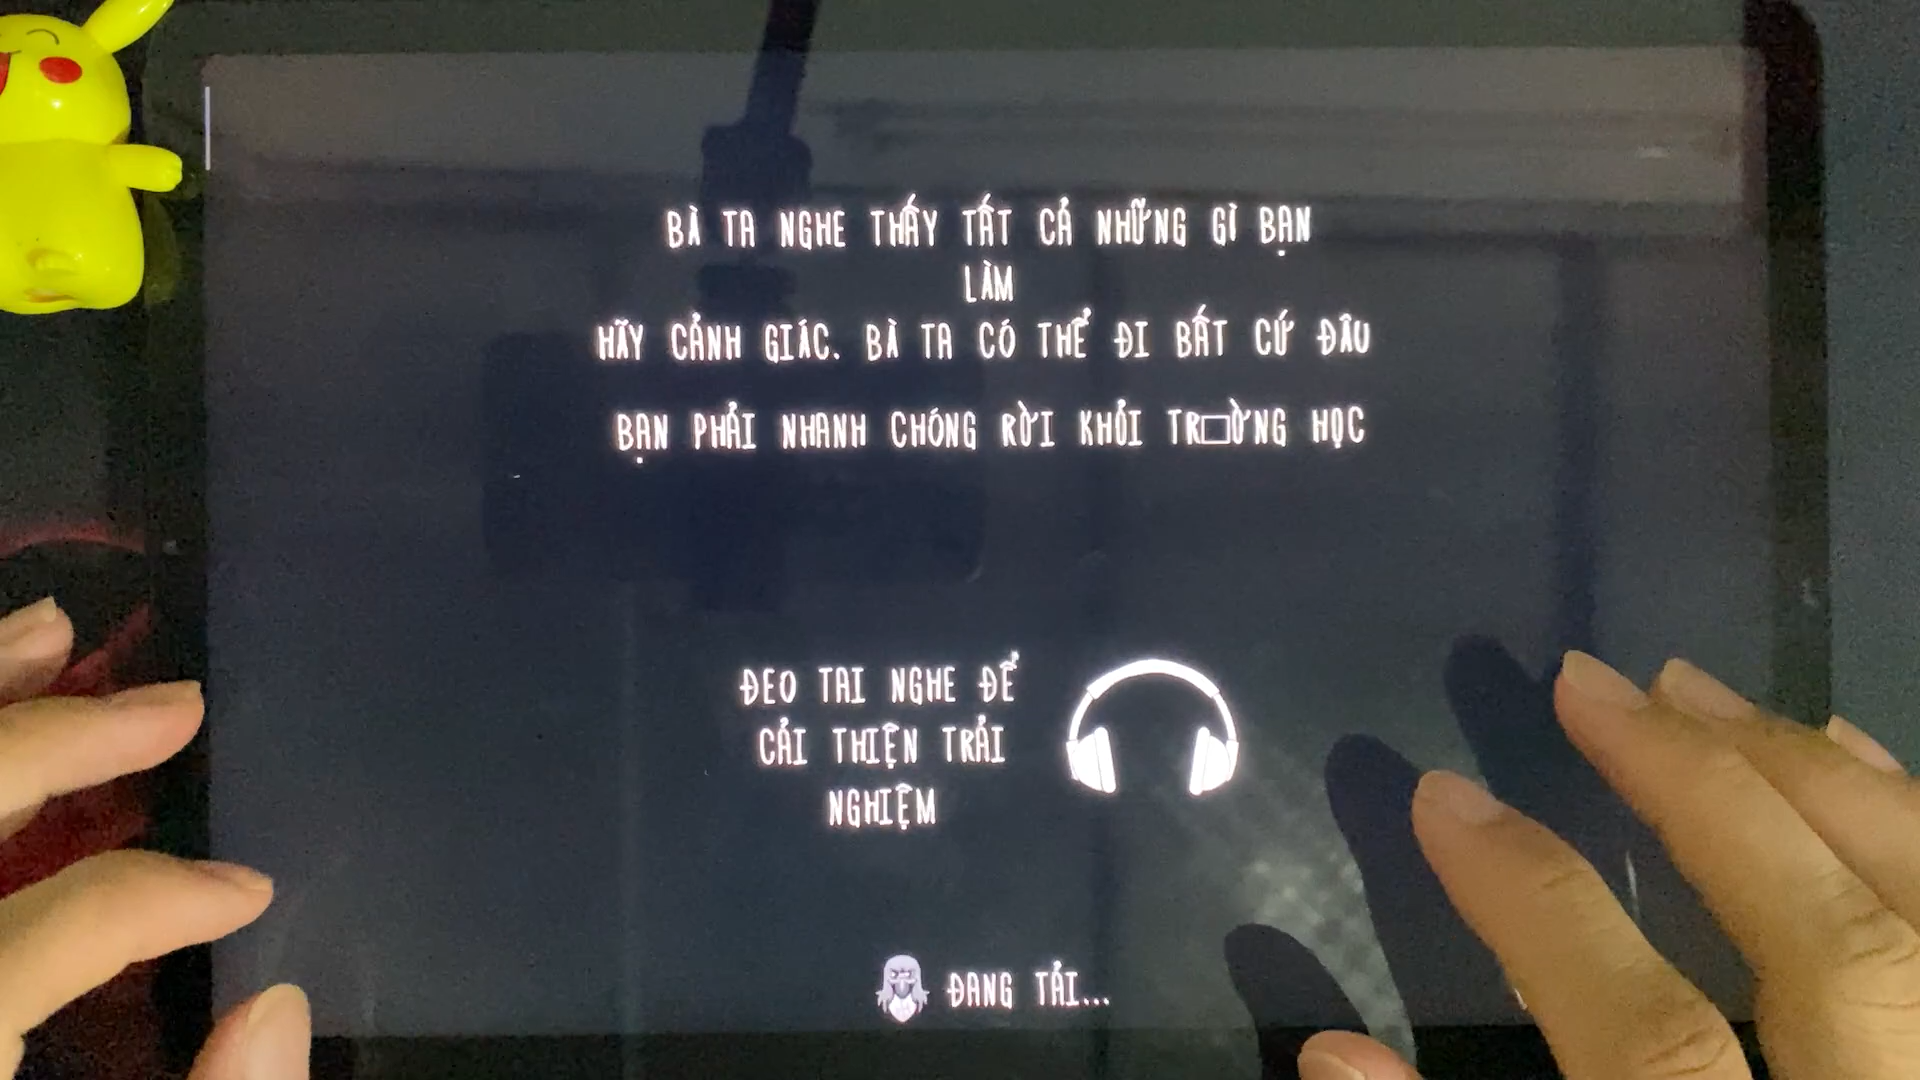 BÀ TA NGHE THẤY TẤT CẢ NHỮNG GÌ BẠN
LÀM
HÃY CẢNH GIÁC. BÀ TA CÓ THỂ ĐI BẤT CỨ ĐÂU
BẠN PHẢI NHANH CHÓNG RỜI KHỎI TR□ỜNG HỌC
ĐEO TAI NGHE ĐỂ
CẢI THIỆN TRẢI
NGHIỆM
ĐANG TẢI...